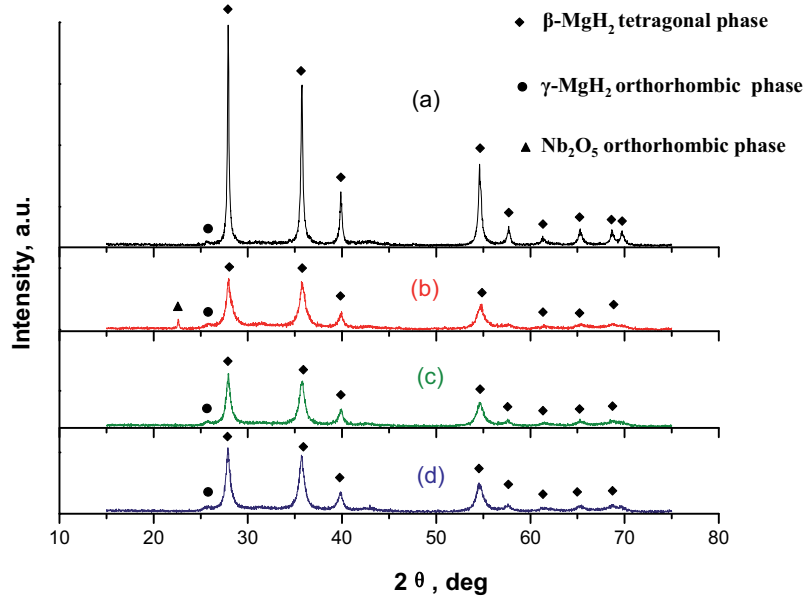 ◆ β-MgH₂ tetragonal phase
● γ-MgH₂ orthorhombic phase
▲ Nb₂O₅ orthorhombic phase
(a)
(b)
(c)
(d)
Intensity, a.u.
10 20 30 40 50 60 70 80
2 θ , deg